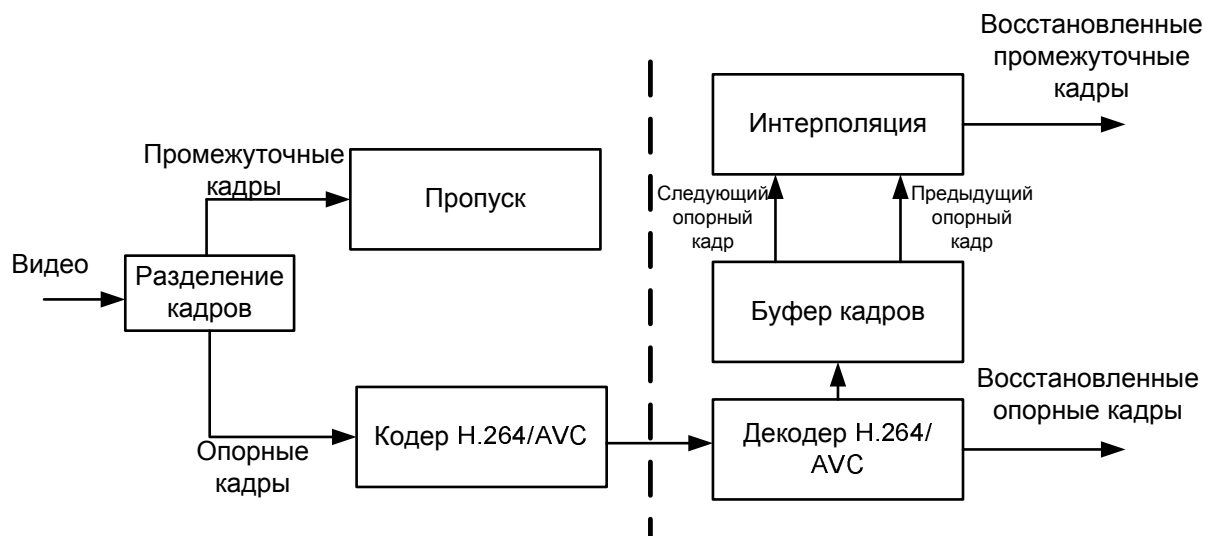 Видео
Разделение
кадров
Промежуточные
кадры
Пропуск
Опорные
кадры
Кодер H.264/AVC
Декодер H.264/
AVC
Буфер кадров
Следующий
опорный
кадр
Предыдущий
опорный
кадр
Интерполяция
Восстановленные
промежуточные
кадры
Восстановленные
опорные кадры